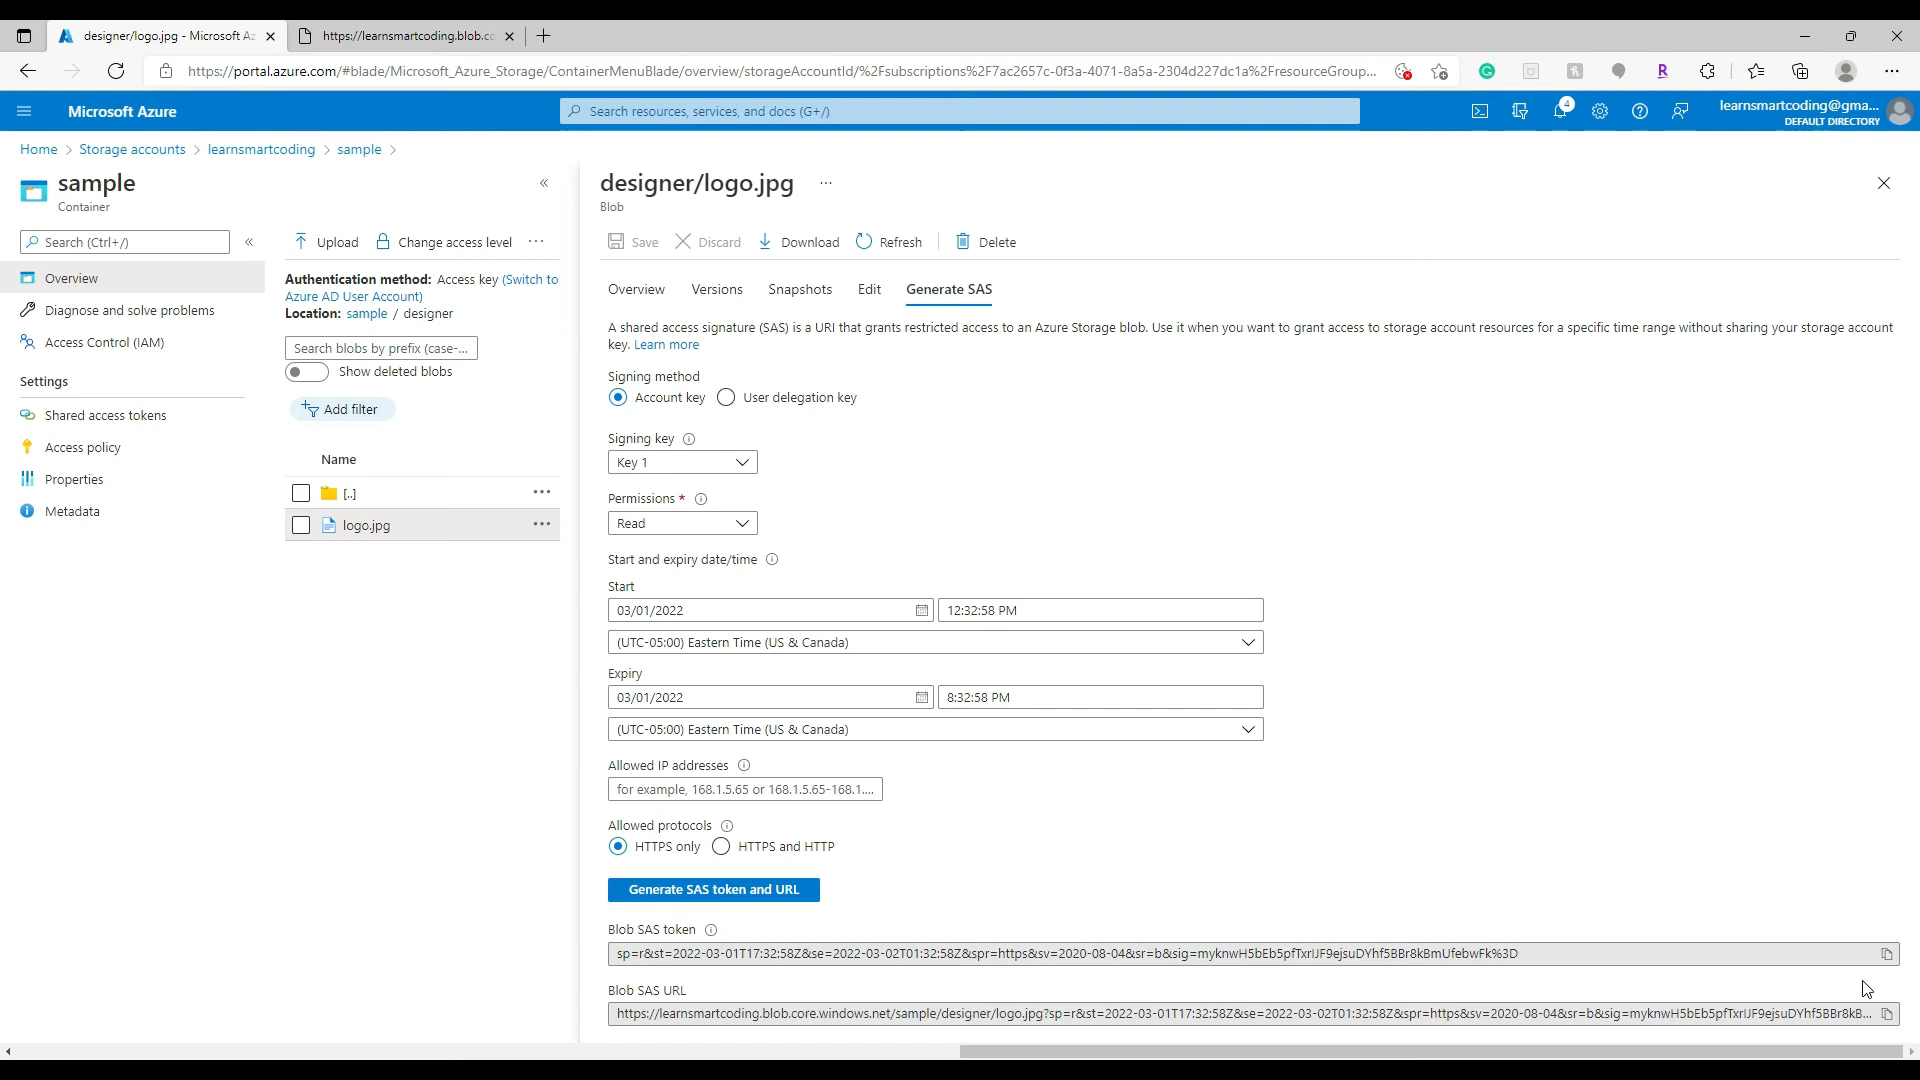 designer/logo.jpg - Microsoft Az
https://learnsmartcoding.blob.co
https://portal.azure.com/#blade/Microsoft_Azure_Storage/ContainerMenuBlade/overview/storageAccountId/%2Fsubscriptions%2F7ac2657c-0f3a-4071-8a5a-2304d227dc1a%2FresourceGroup...
Microsoft Azure
Search resources, services, and docs (G+/)
4
learnsmartcoding@gma...
DEFAULT DIRECTORY
Home > Storage accounts > learnsmartcoding > sample >
sample
Container
Search (Ctrl+/)
Overview
Diagnose and solve problems
Access Control (IAM)
Settings
Shared access tokens
Access policy
Properties
Metadata
Upload
Change access level
Authentication method: Access key (Switch to
Azure AD User Account)
Location: sample / designer
Search blobs by prefix (case-...
Show deleted blobs
Add filter
Name
[..]
logo.jpg
designer/logo.jpg
Blob
Save
Discard
Download
Refresh
Delete
Overview
Versions
Snapshots
Edit
Generate SAS
A shared access signature (SAS) is a URI that grants restricted access to an Azure Storage blob. Use it when you want to grant access to storage account resources for a specific time range without sharing your storage account
key. Learn more
Signing method
Account key
User delegation key
Signing key
Key 1
Permissions *
Read
Start and expiry date/time
Start
03/01/2022
12:32:58 PM
(UTC-05:00) Eastern Time (US & Canada)
Expiry
03/01/2022
8:32:58 PM
(UTC-05:00) Eastern Time (US & Canada)
Allowed IP addresses
for example, 168.1.5.65 or 168.1.5.65-168.1....
Allowed protocols
HTTPS only
HTTPS and HTTP
Generate SAS token and URL
Blob SAS token
sp=r&st=2022-03-01T17:32:58Z&se=2022-03-02T01:32:58Z&spr=https&sv=2020-08-04&sr=b&sig=myknwH5bEb5pfTxrIJF9ejsuDYhf5BBr8kBmUfebwFk%3D
Blob SAS URL
https://learnsmartcoding.blob.core.windows.net/sample/designer/logo.jpg?sp=r&st=2022-03-01T17:32:58Z&se=2022-03-02T01:32:58Z&spr=https&sv=2020-08-04&sr=b&sig=myknwH5bEb5pfTxrIJF9ejsuDYhf5BBr8kB...